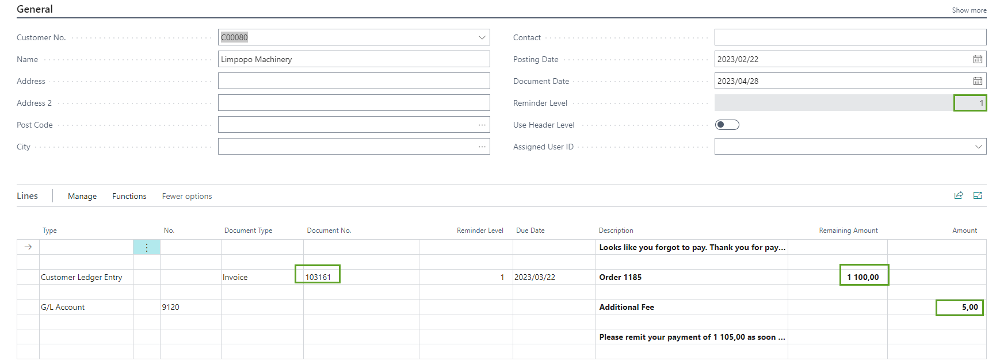 General
Show more
Customer No.
C00080
Contact
Name
Limpopo Machinery
Posting Date
2023/02/22
Address
Document Date
2023/04/28
Address 2
Reminder Level
1
Post Code
Use Header Level
City
Assigned User ID
Lines
Manage
Functions
Fewer options
Type
No.
Document Type
Document No.
Reminder Level
Due Date
Description
Remaining Amount
Amount
Looks like you forgot to pay. Thank you for pay...
Customer Ledger Entry
Invoice
103161
1
2023/03/22
Order 1185
1 100,00
G/L Account
9120
Additional Fee
5,00
Please remit your payment of 1 105,00 as soon ...